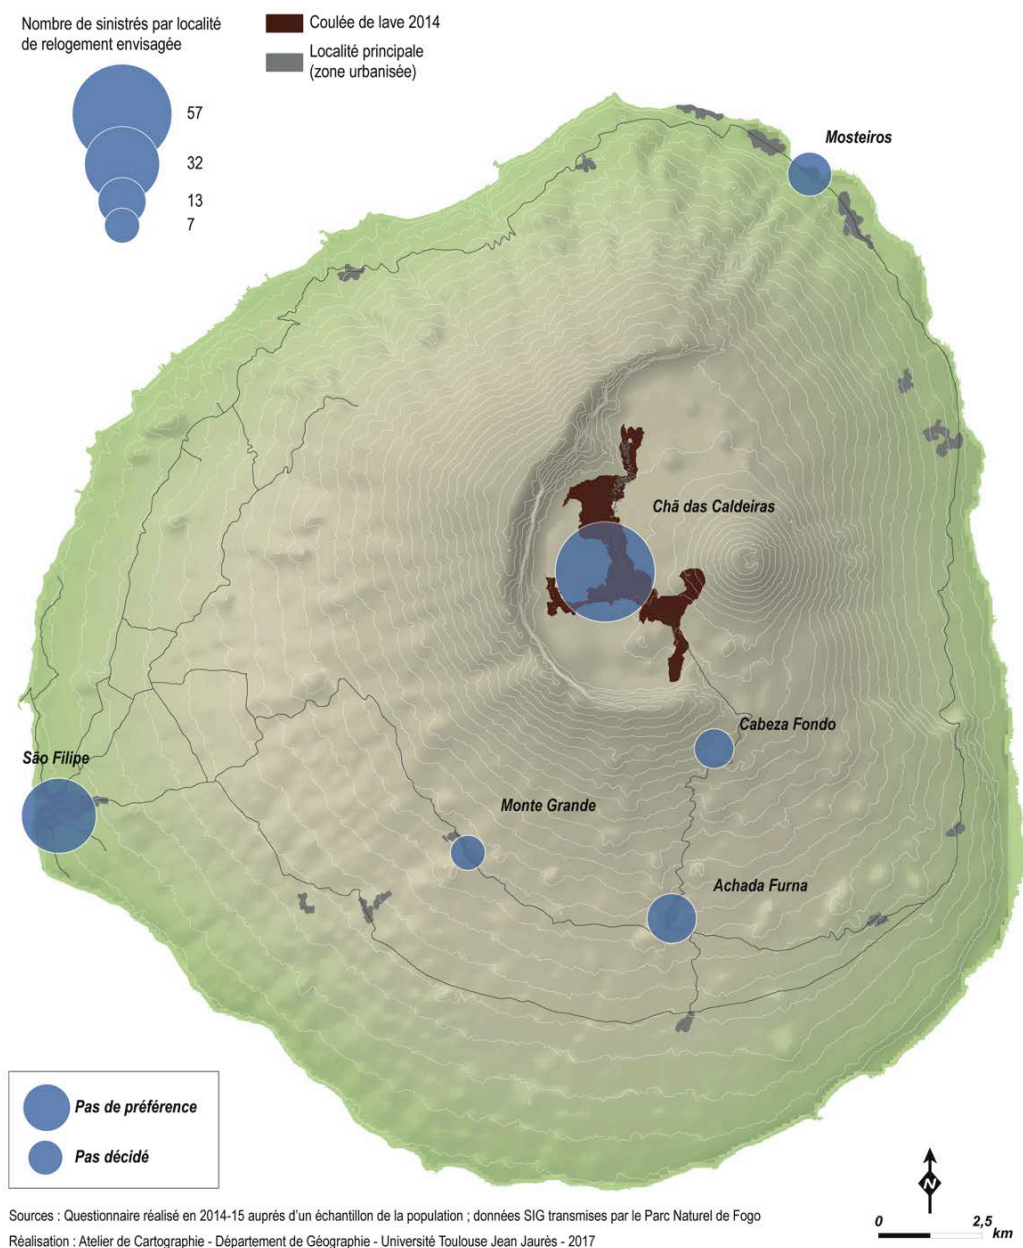 Nombre de sinistrés par localité
de relogement envisagée
57
32
13
7
Coulée de lave 2014
Localité principale
(zone urbanisée)
Mosteiros
Chã das Caldeiras
Cabeza Fondo
São Filipe
Monte Grande
Achada Furna
Pas de préférence
Pas décidé
N
0 2,5
km
Sources : Questionnaire réalisé en 2014-15 auprés d'un échantillon de la population ; données SIG transmises par le Parc Naturel de Fogo
Réalisation : Atelier de Cartographie - Département de Géographie - Université Toulouse Jean Jaurès - 2017